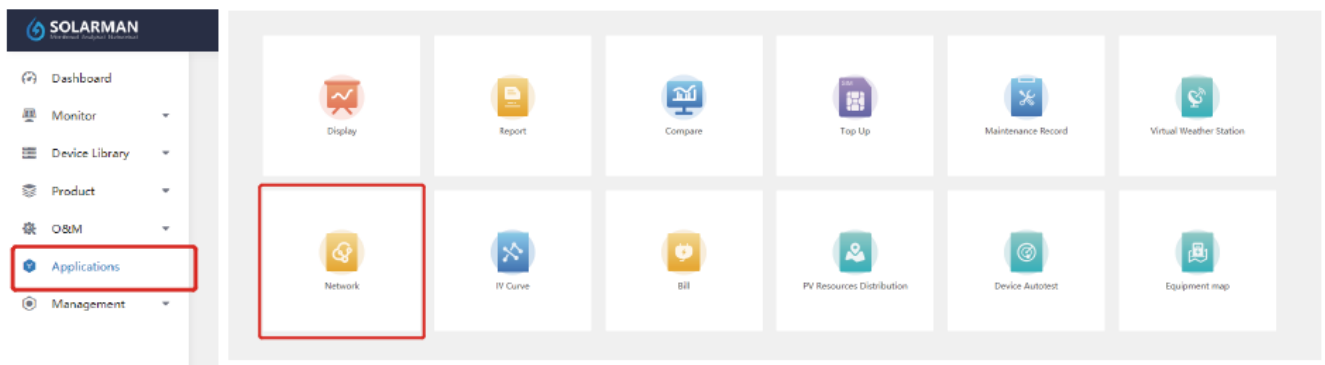 SOLARMAN
Dashboard
Monitor
Device Library
Product
O&M
Applications
Management
Display
Report
Compare
Top Up
Maintenance Record
Virtual Weather Station
Network
IV Curve
Bill
PV Resources Distribution
Device Autotest
Equipment map